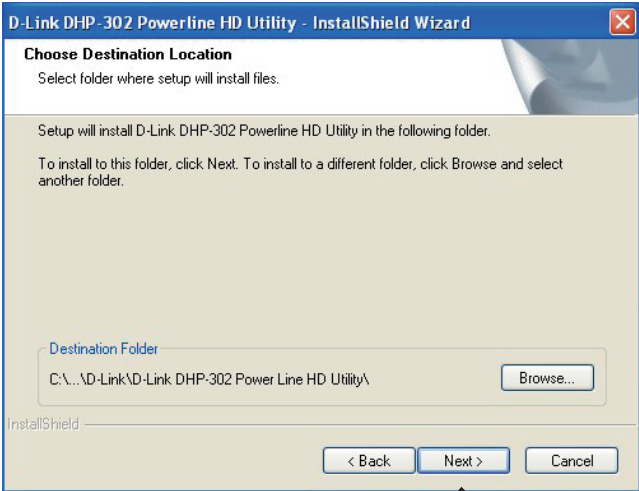 D-Link DHP-302 Powerline HD Utility - InstallShield Wizard
Choose Destination Location
Select folder where setup will install files.
Setup will install D-Link DHP-302 Powerline HD Utility in the following folder.
To install to this folder, click Next. To install to a different folder, click Browse and select
another folder.
Destination Folder
C:\...\D-Link\D-Link DHP-302 Power Line HD Utility\
Browse...
InstallShield
< Back
Next >
Cancel